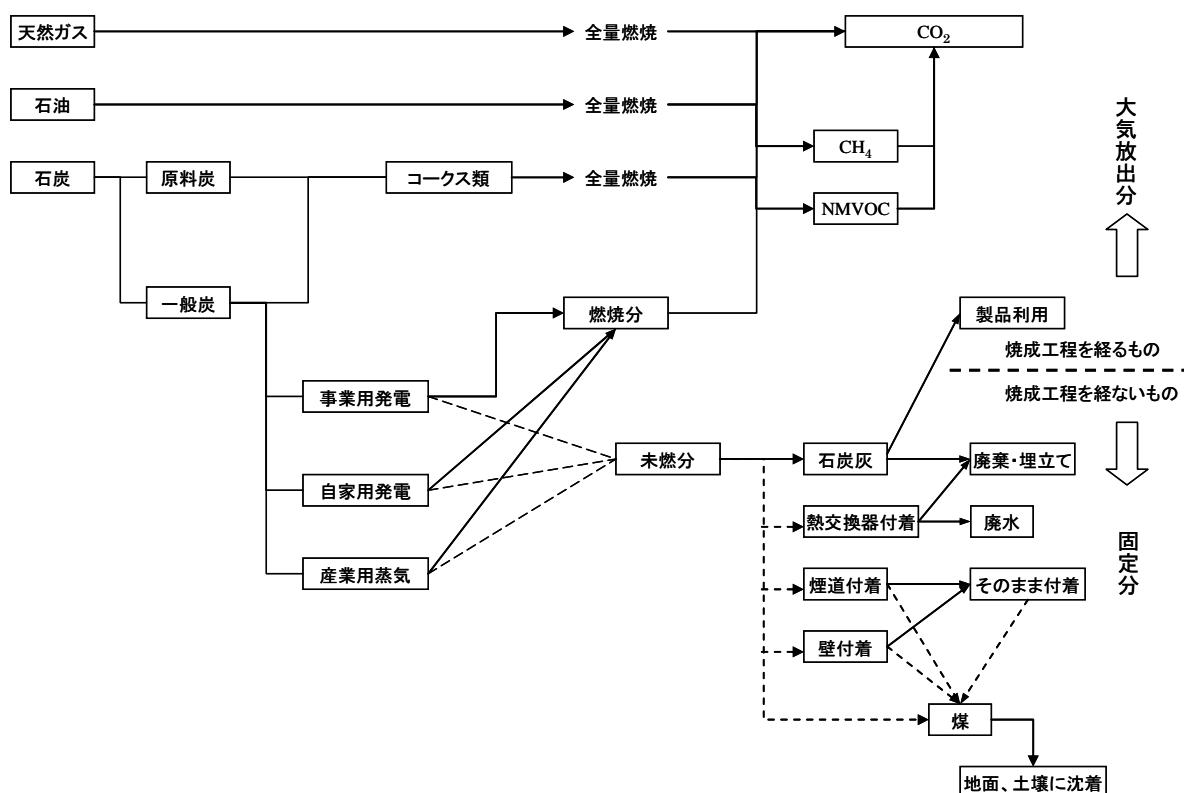 天然ガス
全量燃焼
CO₂
石油
全量燃焼
CH₄
石炭
原料炭
コークス類
全量燃焼
NMVOC
大気放出分
一般炭
燃焼分
製品利用
焼成工程を経るもの
焼成工程を経ないもの
事業用発電
未燃分
石炭灰
廃棄・埋立て
自家用発電
熱交換器付着
廃水
産業用蒸気
煙道付着
そのまま付着
固定分
壁付着
煤
地面、土壌に沈着